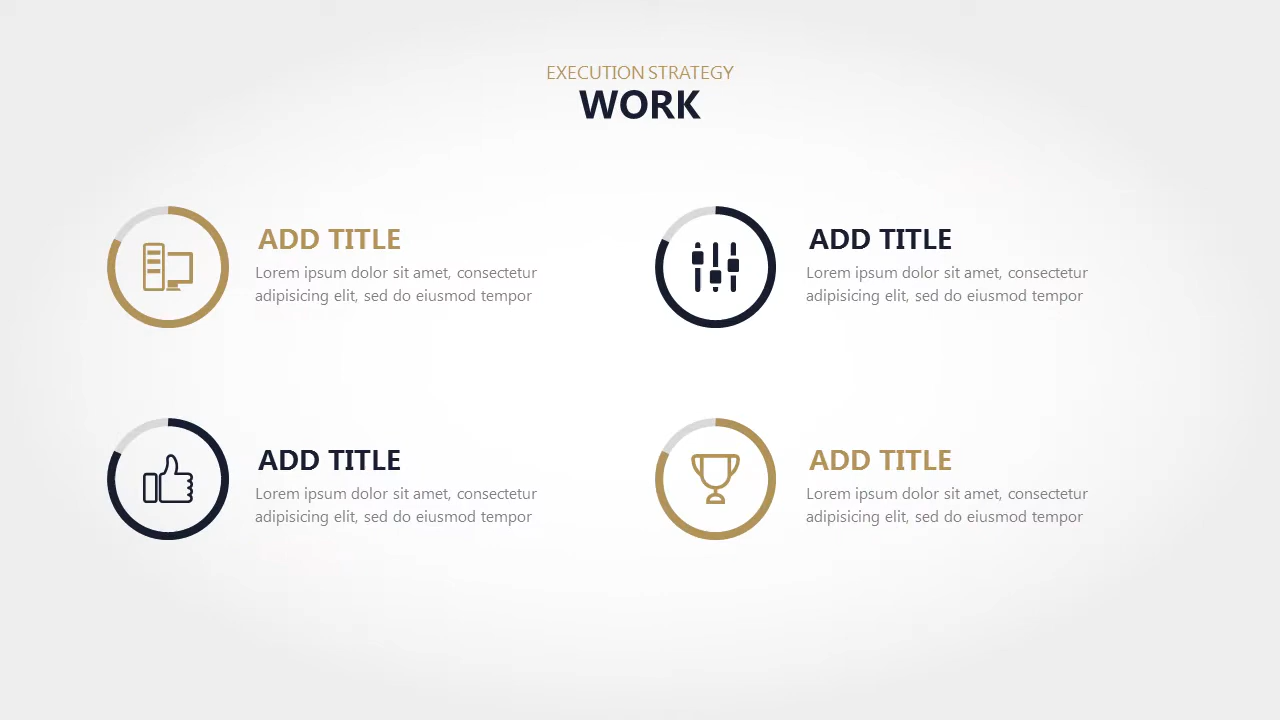 EXECUTION STRATEGY
WORK
ADD TITLE
Lorem ipsum dolor sit amet, consectetur
adipisicing elit, sed do eiusmod tempor
ADD TITLE
Lorem ipsum dolor sit amet, consectetur
adipisicing elit, sed do eiusmod tempor
ADD TITLE
Lorem ipsum dolor sit amet, consectetur
adipisicing elit, sed do eiusmod tempor
ADD TITLE
Lorem ipsum dolor sit amet, consectetur
adipisicing elit, sed do eiusmod tempor